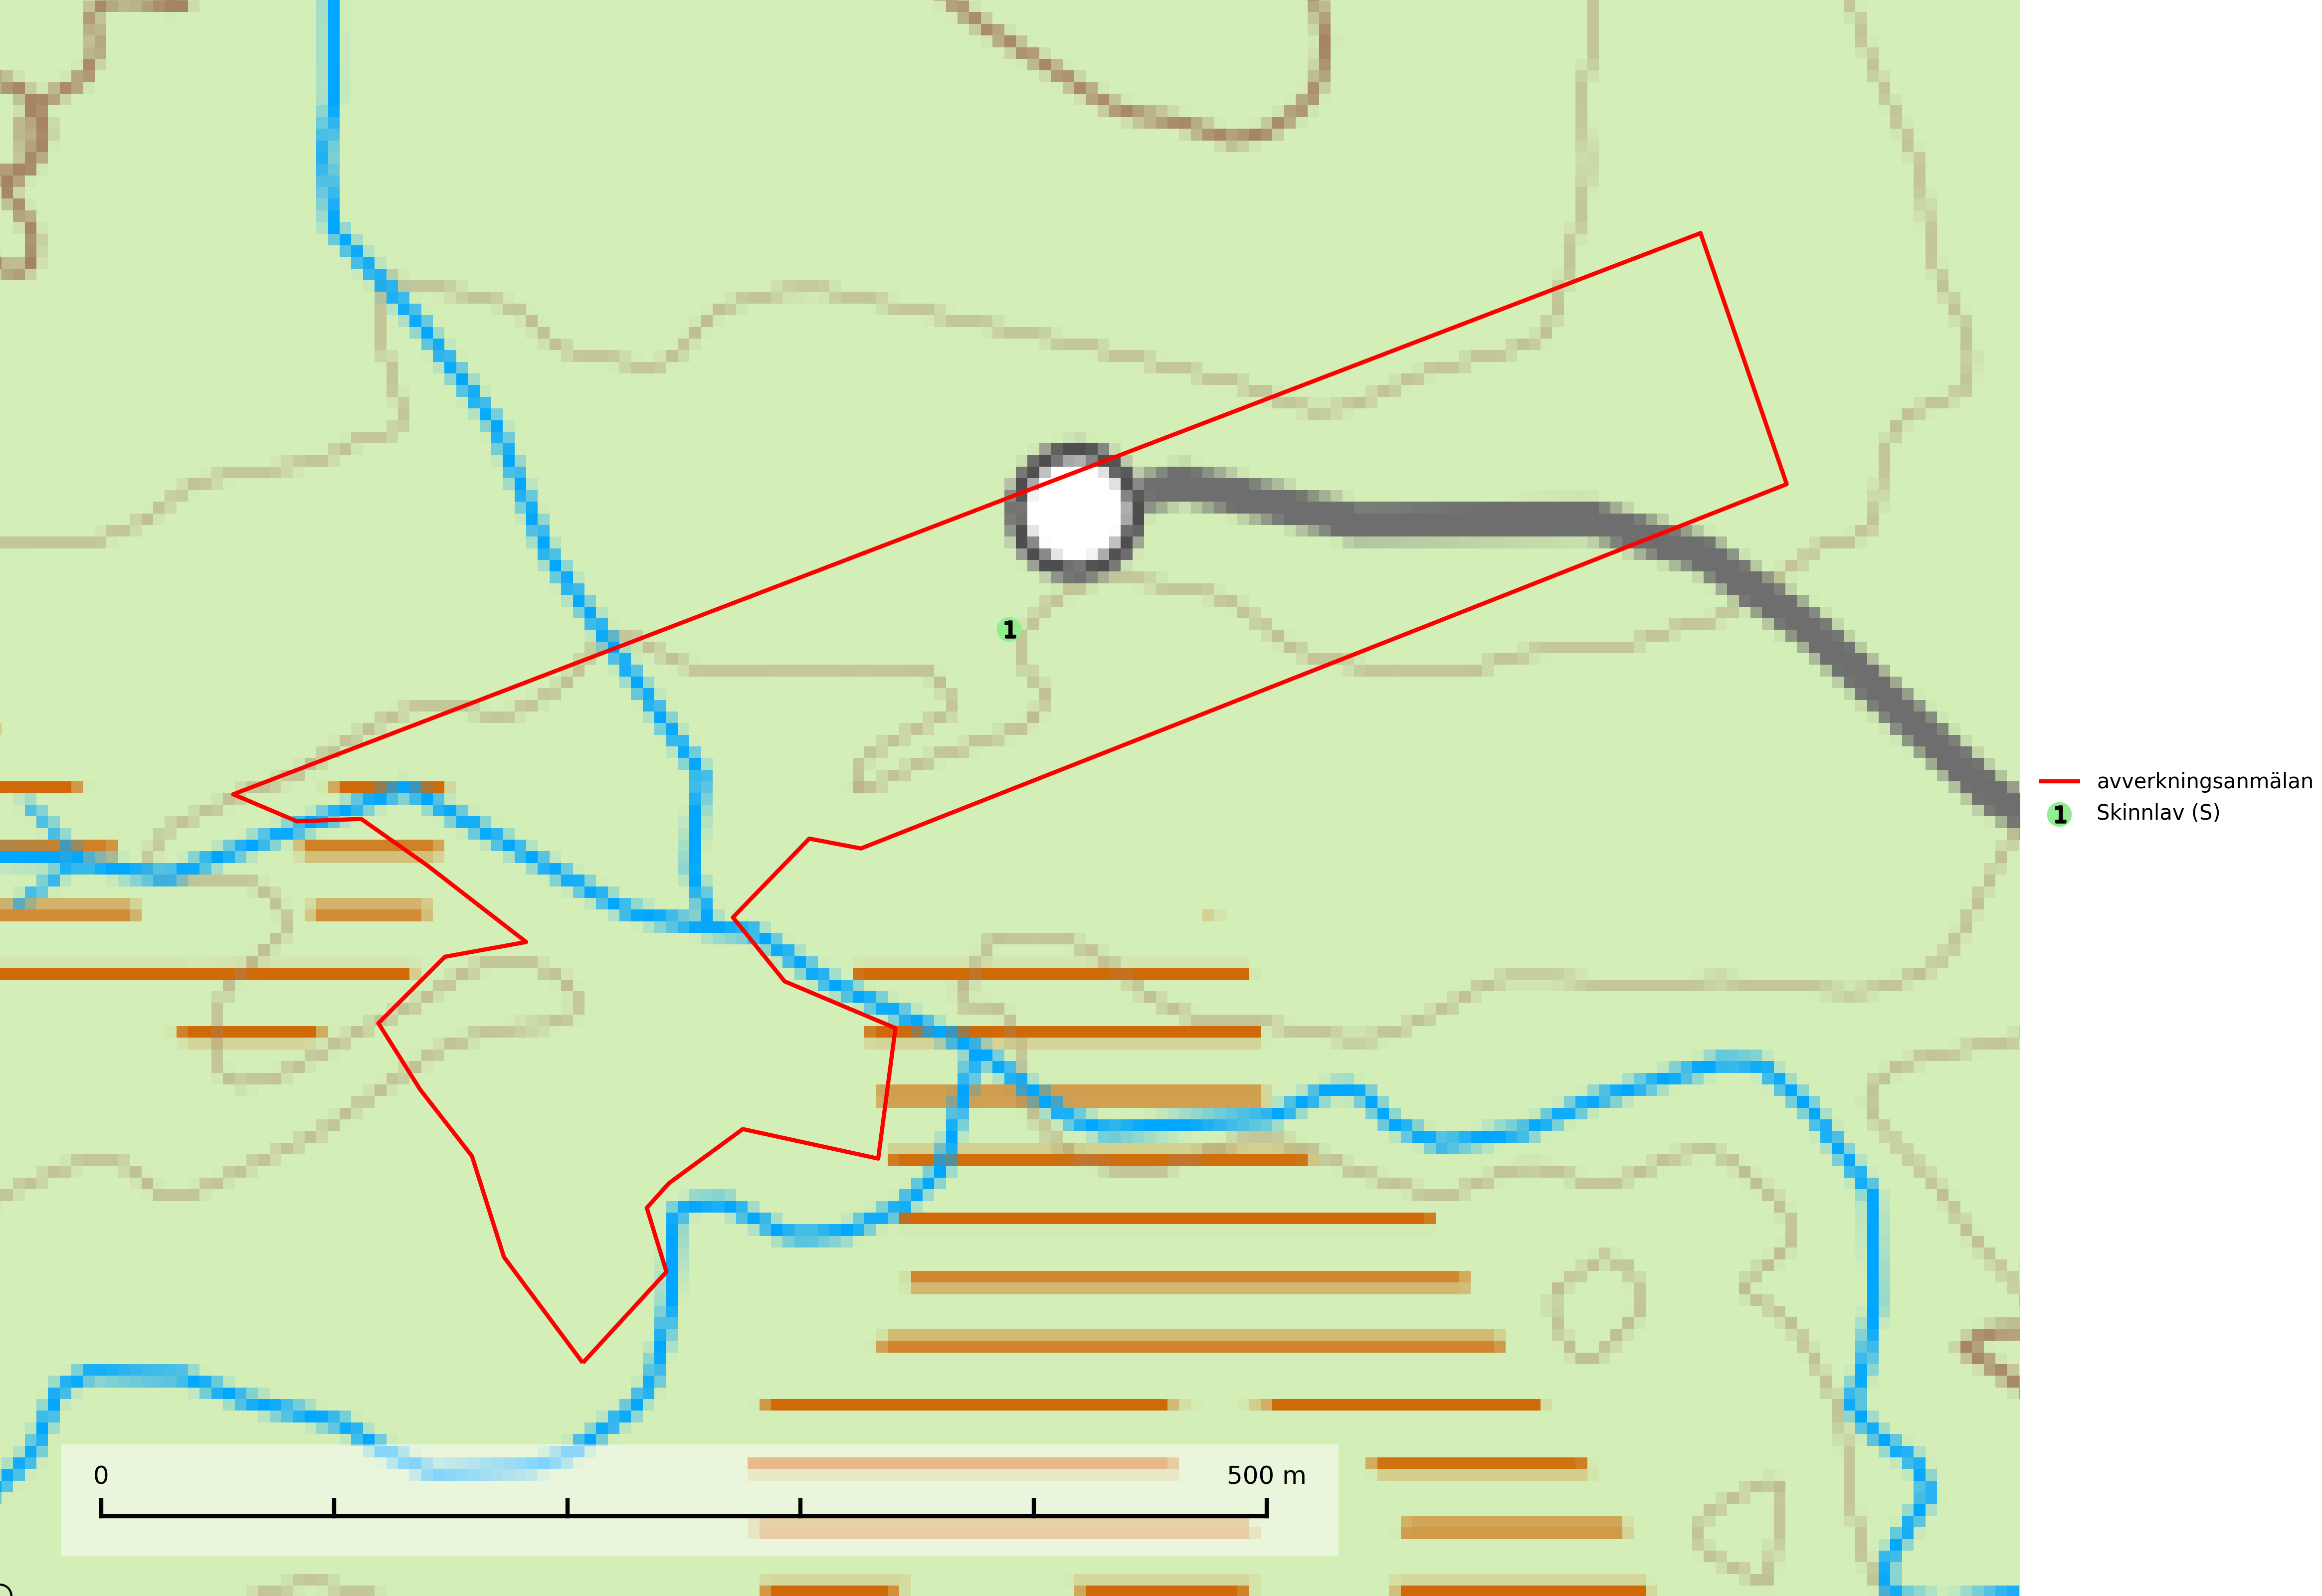 1
avverkningsanmälan
1 Skinnlav (S)
0 500 m